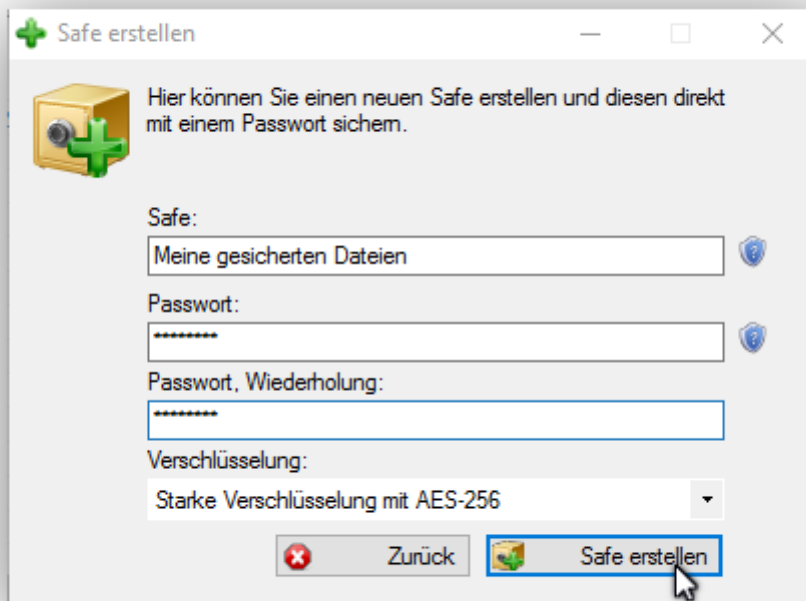 Safe erstellen
Hier können Sie einen neuen Safe erstellen und diesen direkt
mit einem Passwort sichern.
Safe:
Meine gesicherten Dateien
Passwort:
********
Passwort, Wiederholung:
********
Verschlüsselung:
Starke Verschlüsselung mit AES-256
Zurück
Safe erstellen